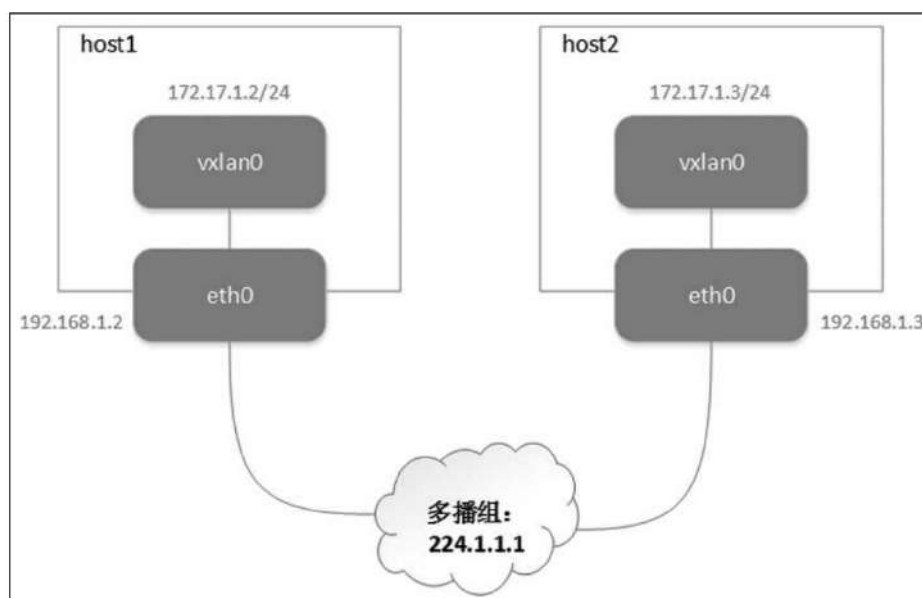 host1
172.17.1.2/24
vxlan0
eth0
192.168.1.2
host2
172.17.1.3/24
vxlan0
eth0
192.168.1.3
多播组：
224.1.1.1